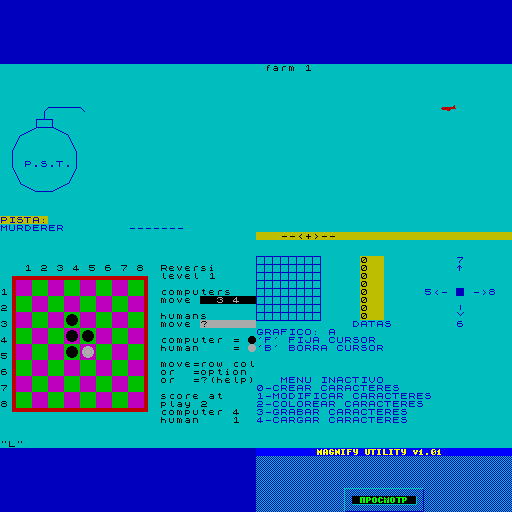 farm 1
P.S.T.
PISTA:
MURDERER -------
--<+>--
1 2 3 4 5 6 7 8
1
2
3
4
5
6
7
8
Reversi
level 1
computers
move 3 4
humans
move ?
computer =
human =
move=row col
or =option
or =?(help)
score at
play 2
computer 4
human 1
"L"
0
0
0
0
0
0
0
0
DATAS
7
5<- ->8
6
GRAFICO: A
'F' FIJA CURSOR
'B' BORRA CURSOR
MENU INACTIVO
0-CREAR CARACTERES
1-MODIFICAR CARACTERES
2-COLOREAR CARACTERES
3-GRABAR CARACTERES
4-CARGAR CARACTERES
MAGNIFY UTILITY v1.01
ПРОСМОТР